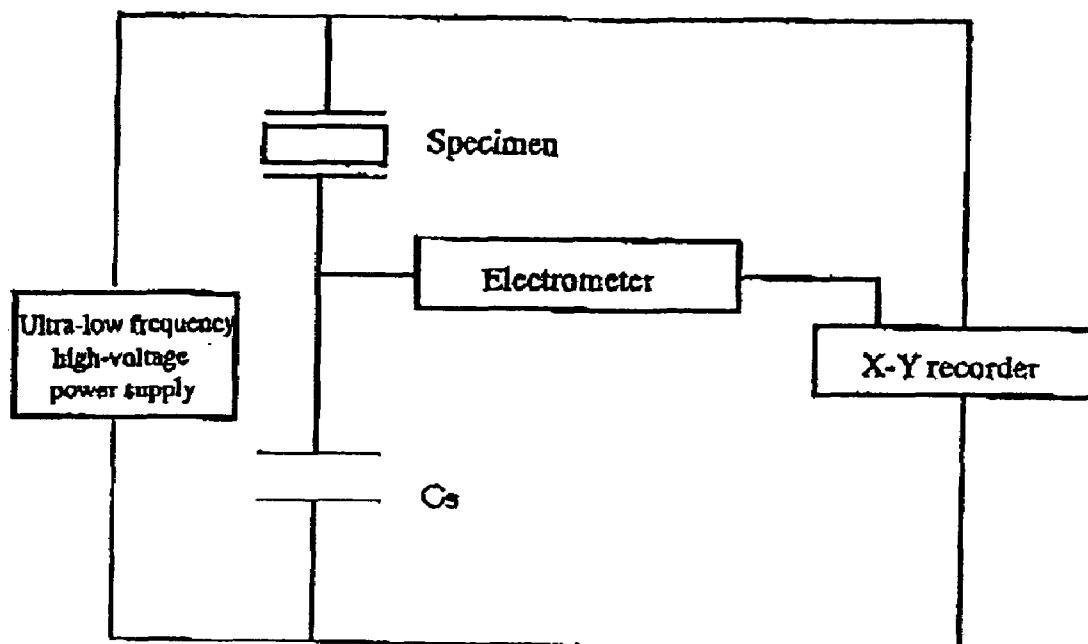 Specimen
Electrometer
Ultra-low frequency
high-voltage
power supply
X-Y recorder
Cs